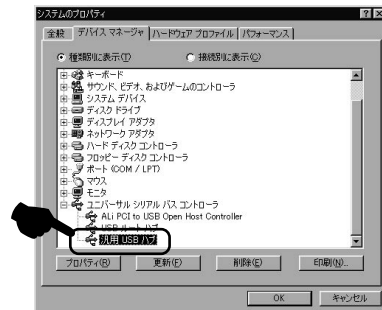 システムのプロパティ
全般 デバイス マネージャ ハードウェア プロファイル パフォーマンス
種類別に表示(T) 接続別に表示(C)
キーボード
サウンド、ビデオ、およびゲームのコントローラ
システム デバイス
ディスク ドライブ
ディスプレイ アダプタ
ネットワーク アダプタ
ハード ディスク コントローラ
フロッピー ディスク コントローラ
ポート (COM / LPT)
マウス
モニタ
ユニバーサル シリアル バス コントローラ
ALi PCI to USB Open Host Controller
USB ルート ハブ
汎用 USB ハブ
プロパティ(R) 更新(F) 削除(E) 印刷(N)...
OK キャンセル